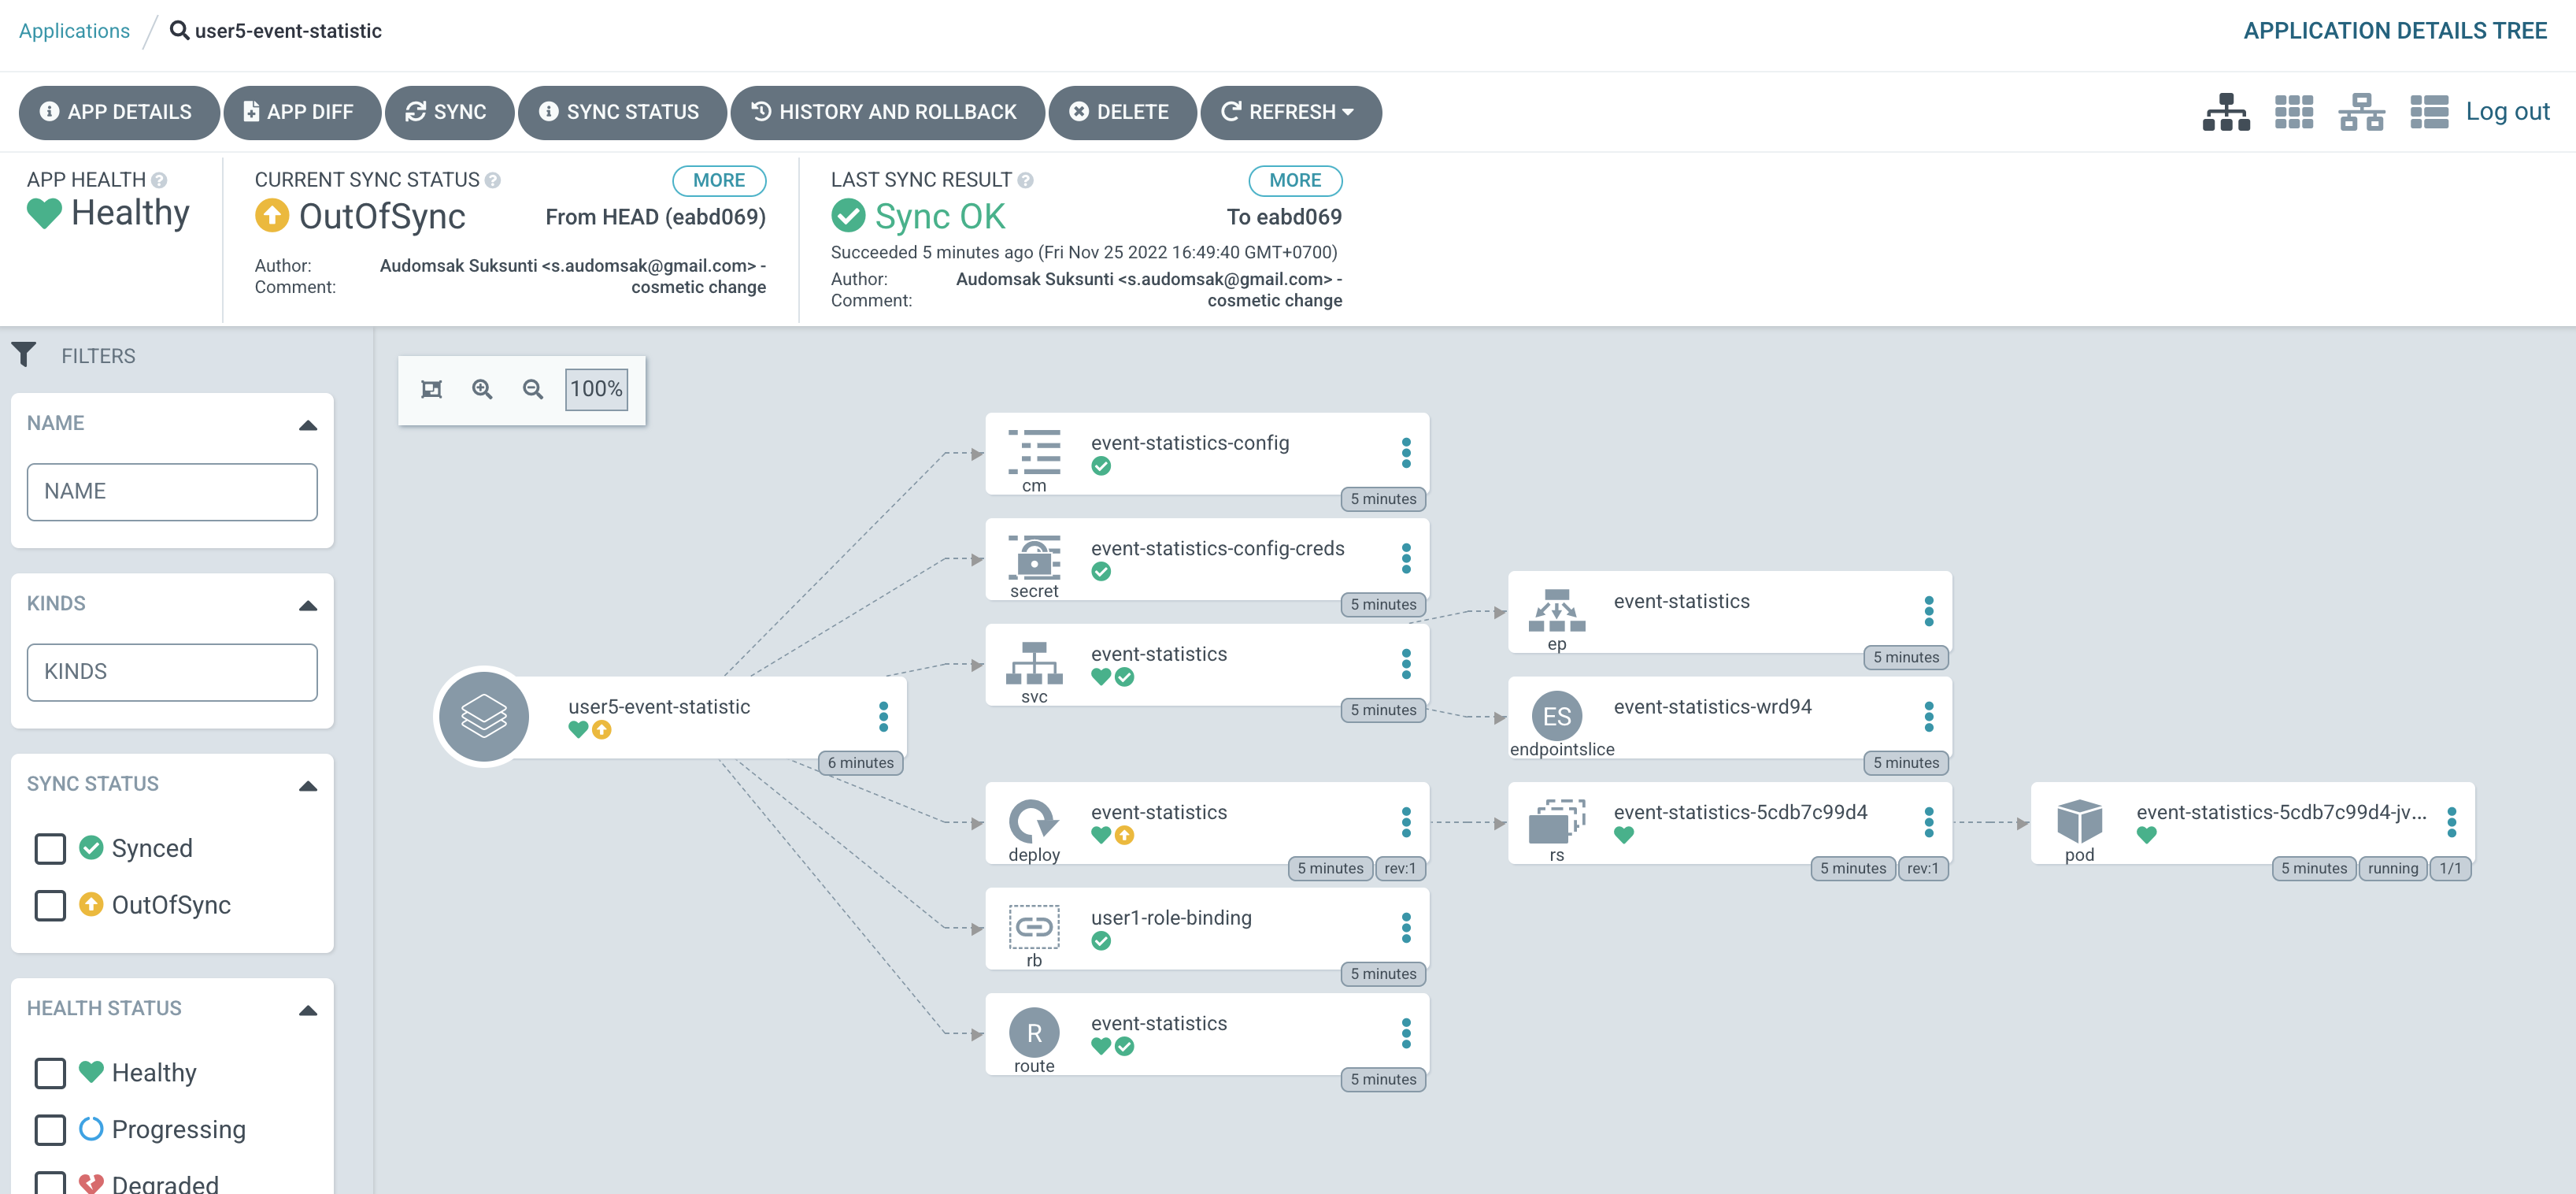 Applications / user5-event-statistic
APPLICATION DETAILS TREE
APP DETAILS
APP DIFF
SYNC
SYNC STATUS
HISTORY AND ROLLBACK
DELETE
REFRESH
Log out
APP HEALTH
Healthy
CURRENT SYNC STATUS
MORE
OutOfSync
From HEAD (eabd069)
Author: Audomsak Suksunti <s.audomsak@gmail.com> -
Comment: cosmetic change
LAST SYNC RESULT
MORE
Sync OK
To eabd069
Succeeded 5 minutes ago (Fri Nov 25 2022 16:49:40 GMT+0700)
Author: Audomsak Suksunti <s.audomsak@gmail.com> -
Comment: cosmetic change
FILTERS
NAME
NAME
KINDS
KINDS
SYNC STATUS
Synced
OutOfSync
HEALTH STATUS
Healthy
Progressing
Degraded
100%
user5-event-statistic
6 minutes
event-statistics-config
cm
5 minutes
event-statistics-config-creds
secret
5 minutes
event-statistics
svc
5 minutes
event-statistics
ep
5 minutes
ES
event-statistics-wrd94
endpointslice
5 minutes
event-statistics
deploy
5 minutes
rev:1
event-statistics-5cdb7c99d4
rs
5 minutes
rev:1
event-statistics-5cdb7c99d4-jv...
pod
5 minutes
running
1/1
user1-role-binding
rb
5 minutes
R
event-statistics
route
5 minutes